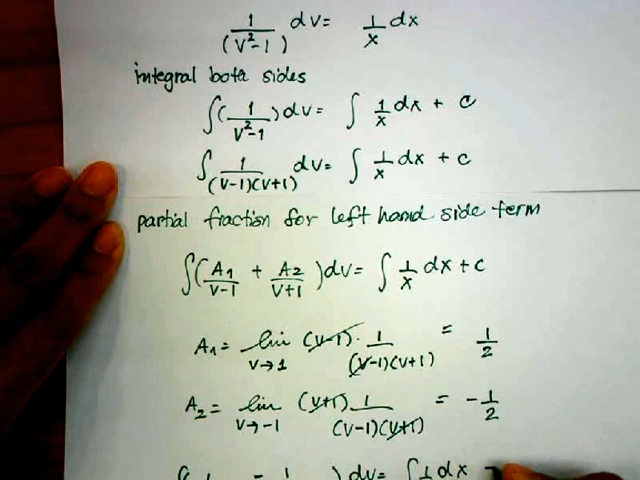 1/(v²-1) dv = 1/x dx
integral both sides
∫(1/(v²-1))dv = ∫ 1/x dx + c
∫ 1/((v-1)(v+1)) dv = ∫ 1/x dx + c
partial fraction for left hand side term
∫(A₁/(v-1) + A₂/(v+1))dv = ∫ 1/x dx + c
A₁ = lim v→1 (v-1) · 1/((v-1)(v+1)) = 1/2
A₂ = lim v→-1 (v+1) 1/((v-1)(v+1)) = -1/2